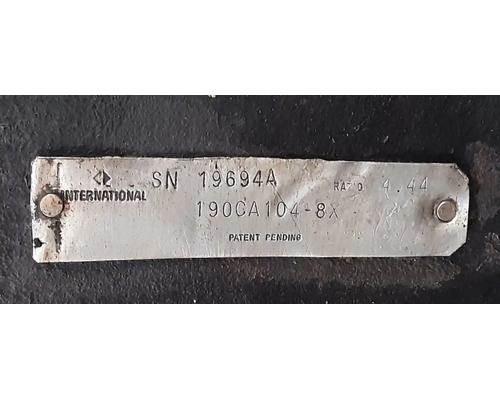 SN 19694A RATIO 4.44
INTERNATIONAL
190CA104-8X
PATENT PENDING